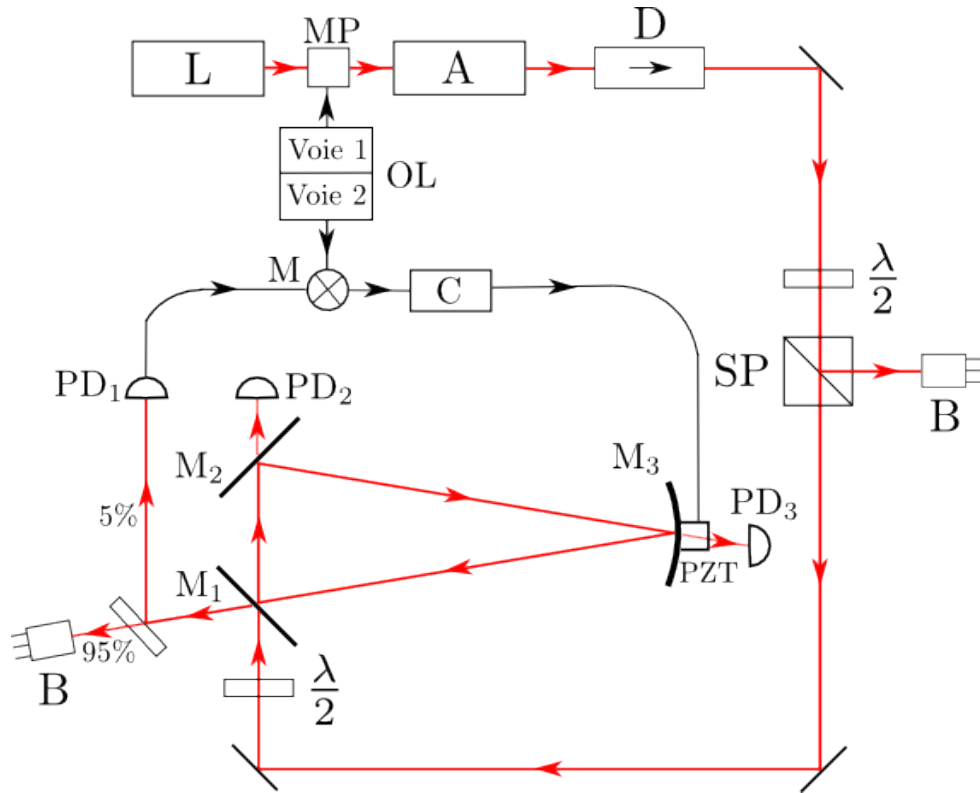 MP
D
L
A
Voie 1
Voie 2
OL
M
C
λ/2
SP
B
PD₁
PD₂
M₂
M₃
PD₃
5%
PZT
M₁
95%
B
λ/2